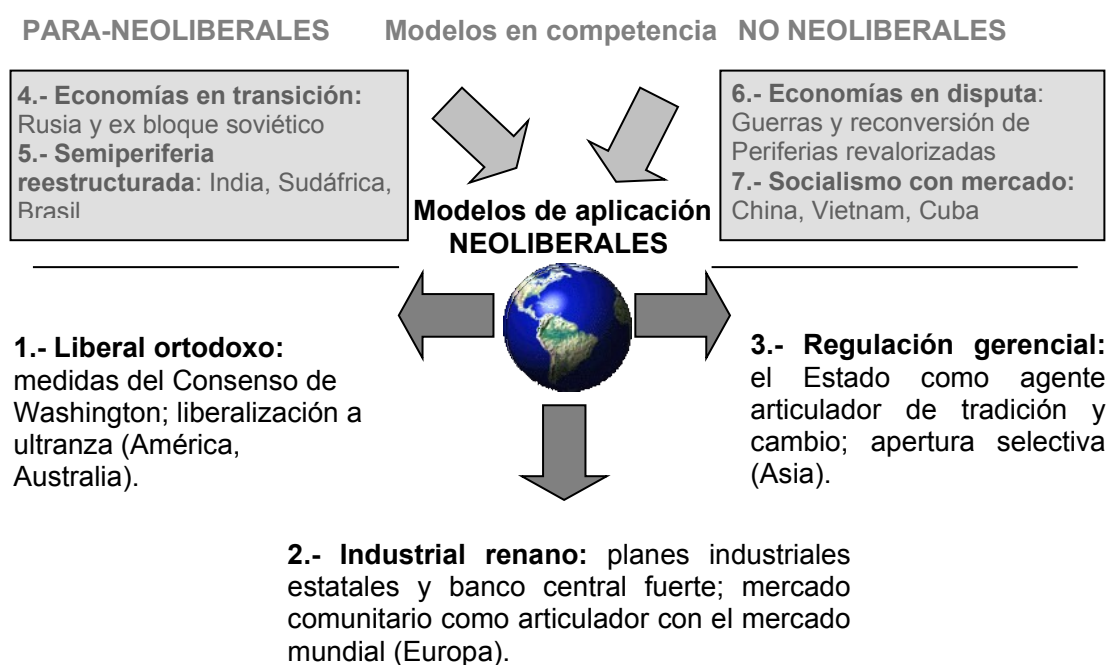 PARA-NEOLIBERALES Modelos en competencia NO NEOLIBERALES
4.- Economías en transición:
Rusia y ex bloque soviético
5.- Semiperiferia
reestructurada: India, Sudáfrica,
Brasil
6.- Economías en disputa:
Guerras y reconversión de
Periferias revalorizadas
7.- Socialismo con mercado:
China, Vietnam, Cuba
Modelos de aplicación
NEOLIBERALES
1.- Liberal ortodoxo:
medidas del Consenso de
Washington; liberalización a
ultranza (América,
Australia).
3.- Regulación gerencial:
el Estado como agente
articulador de tradición y
cambio; apertura selectiva
(Asia).
2.- Industrial renano: planes industriales
estatales y banco central fuerte; mercado
comunitario como articulador con el mercado
mundial (Europa).